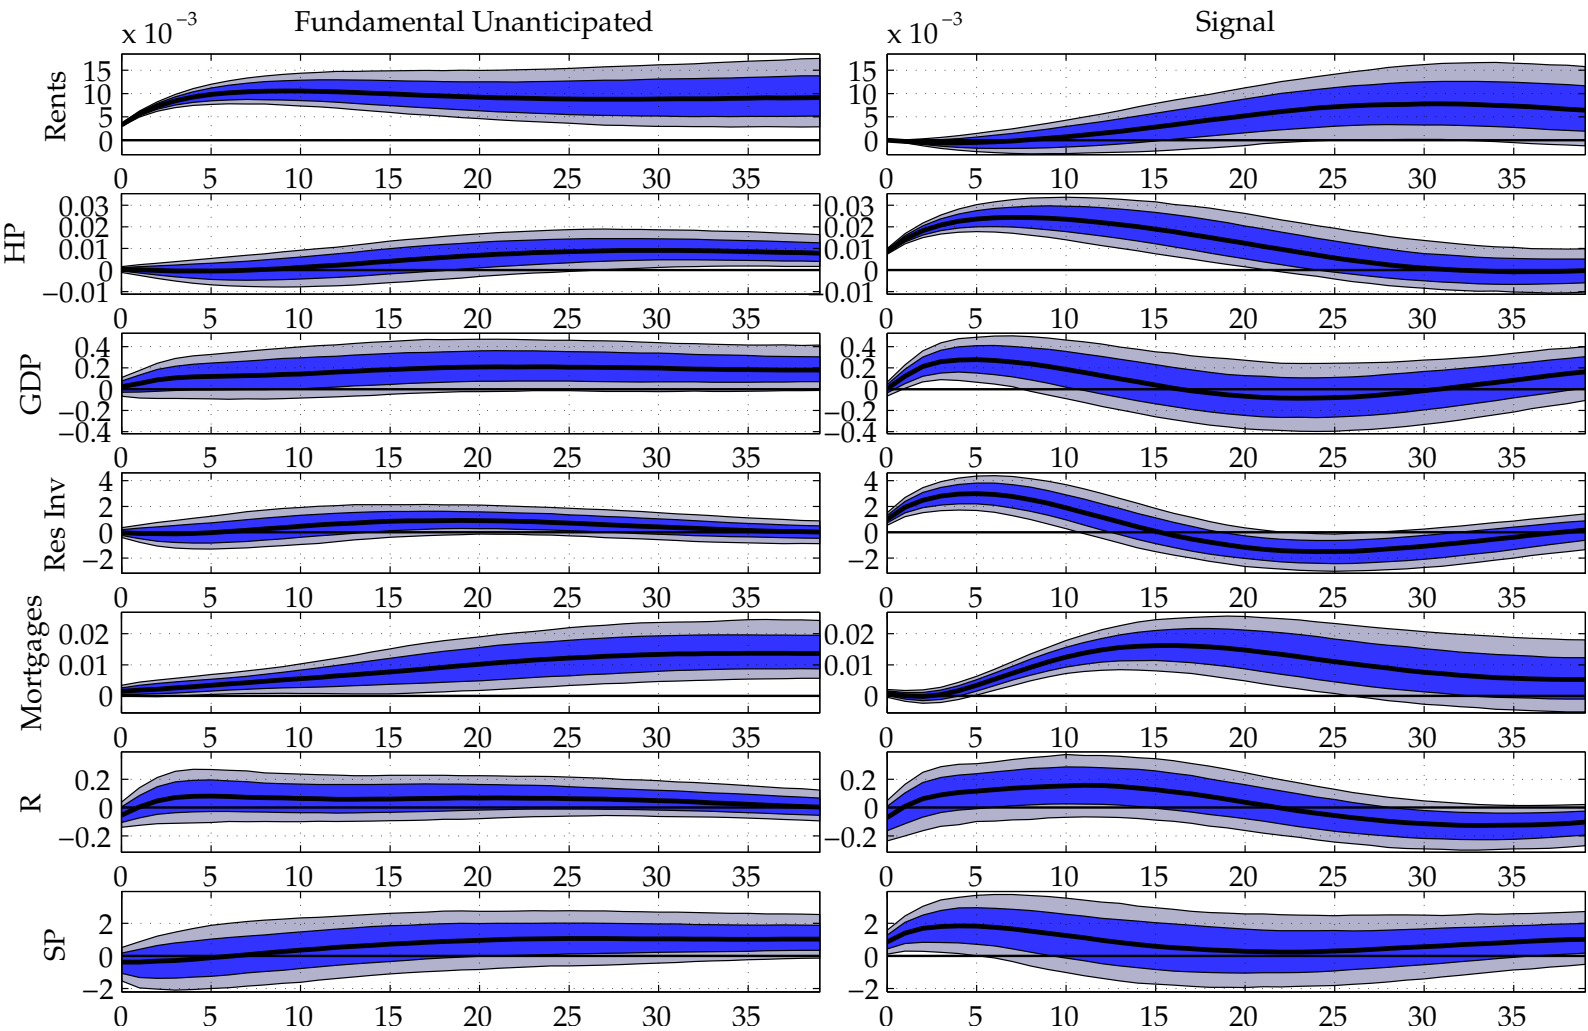 Fundamental Unanticipated Signal
x 10⁻³ x 10⁻³
Rents
15 15
10 10
5 5
0 0
0 5 10 15 20 25 30 35 0 5 10 15 20 25 30 35
HP
0.03 0.03
0.02 0.02
0.01 0.01
0 0
−0.01 −0.01
0 5 10 15 20 25 30 35 0 5 10 15 20 25 30 35
GDP
0.4 0.4
0.2 0.2
0 0
−0.2 −0.2
−0.4 −0.4
0 5 10 15 20 25 30 35 0 5 10 15 20 25 30 35
Res Inv
4 4
2 2
0 0
−2 −2
0 5 10 15 20 25 30 35 0 5 10 15 20 25 30 35
Mortgages
0.02 0.02
0.01 0.01
0 0
0 5 10 15 20 25 30 35 0 5 10 15 20 25 30 35
R
0.2 0.2
0 0
−0.2 −0.2
0 5 10 15 20 25 30 35 0 5 10 15 20 25 30 35
SP
2 2
0 0
−2 −2
0 5 10 15 20 25 30 35 0 5 10 15 20 25 30 35